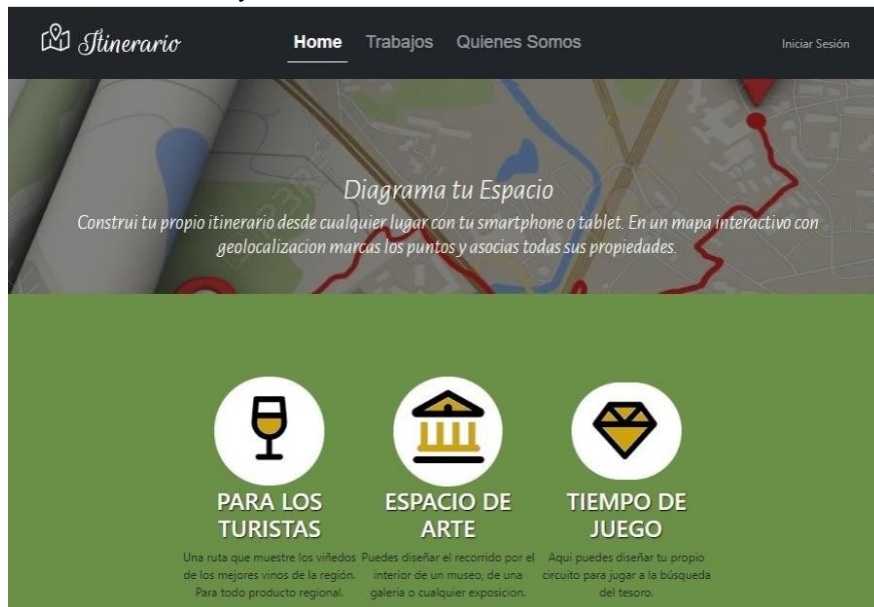 Itinerario
Home Trabajos Quienes Somos
Iniciar Sesión
Diagrama tu Espacio
Construi tu propio itinerario desde cualquier lugar con tu smartphone o tablet. En un mapa interactivo con
geolocalizacion marcas los puntos y asocias todas sus propiedades.
PARA LOS
TURISTAS
Una ruta que muestre los viñedos
de los mejores vinos de la región.
Para todo producto regional.
ESPACIO DE
ARTE
Puedes diseñar el recorrido por el
interior de un museo, de una
galeria o cualquier exposicion.
TIEMPO DE
JUEGO
Aqui puedes diseñar tu propio
circuito para jugar a la búsqueda
del tesoro.